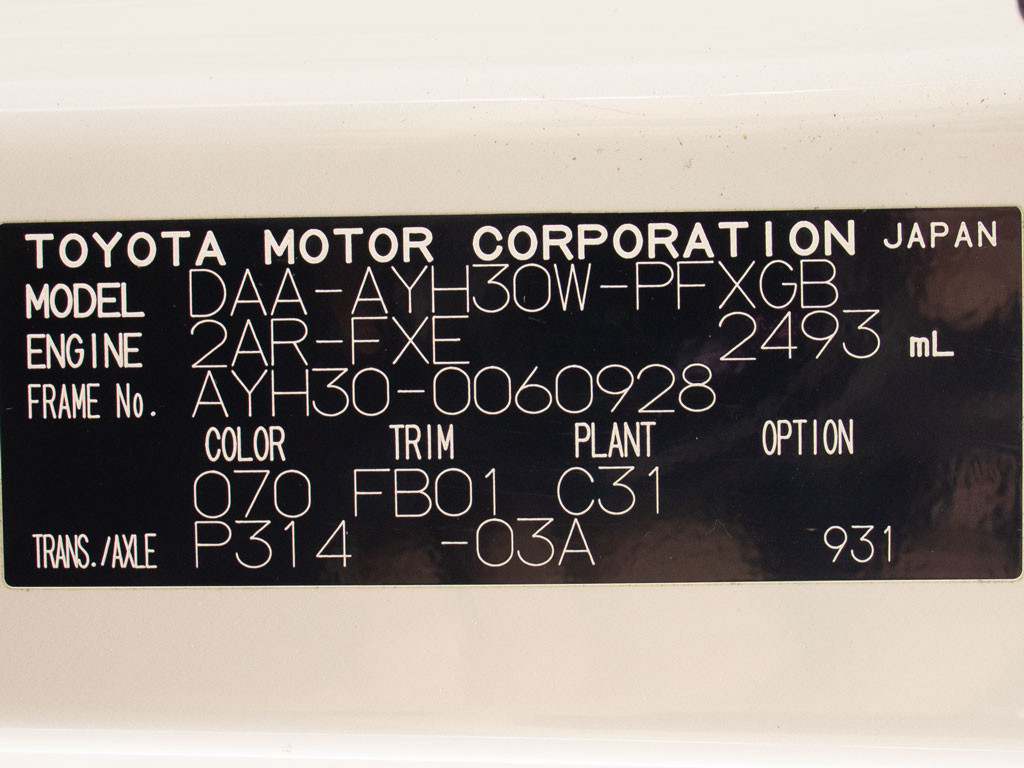 TOYOTA MOTOR CORPORATION JAPAN
MODEL DAA-AYH30W-PFXGB
ENGINE 2AR-FXE 2493 mL
FRAME No. AYH30-0060928
COLOR TRIM PLANT OPTION
070 FB01 C31
TRANS./AXLE P314 -03A 931